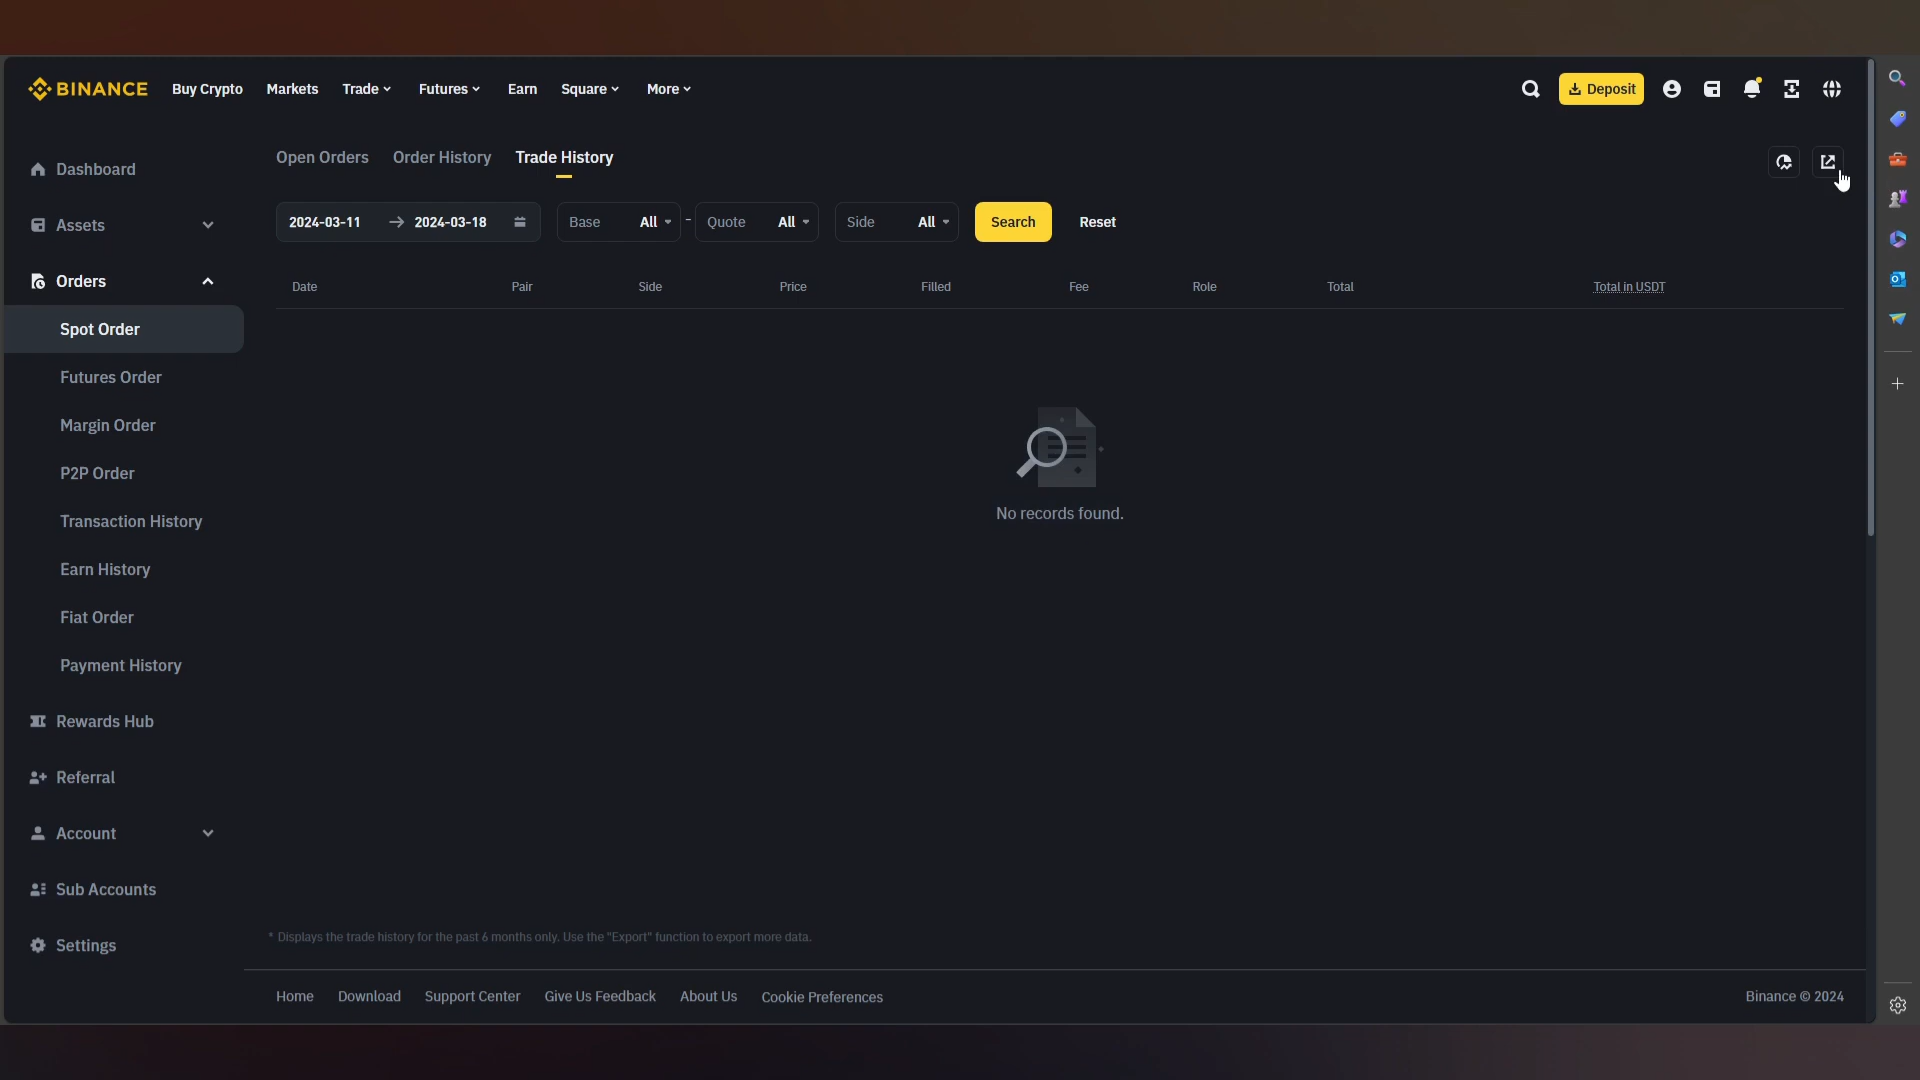 BINANCE Buy Crypto Markets Trade Futures Earn Square More Deposit
Open Orders Order History Trade History
Dashboard
2024-03-11 2024-03-18 Base All - Quote All Side All Search Reset
Assets
Orders
Date Pair Side Price Filled Fee Role Total Total in USDT
Spot Order
Futures Order
Margin Order
P2P Order
No records found.
Transaction History
Earn History
Fiat Order
Payment History
Rewards Hub
Referral
Account
Sub Accounts
* Displays the trade history for the past 6 months only. Use the "Export" function to export more data.
Settings
Home Download Support Center Give Us Feedback About Us Cookie Preferences Binance © 2024